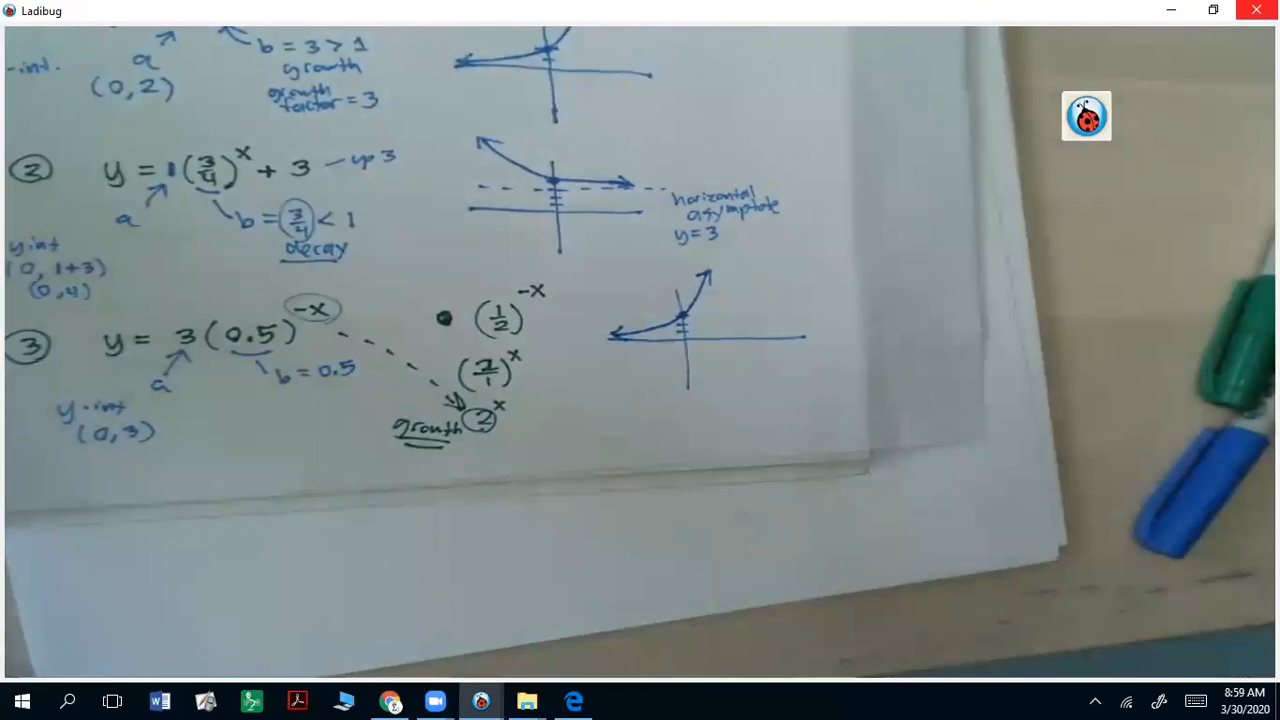 Ladibug
a
b = 3 > 1
growth
growth
factor = 3
-int.
(0, 2)
② y = 1(3/4)^x + 3 — up 3
a
b = 3/4 < 1
decay
y int
(0, 1+3)
(0, 4)
horizontal
asymptote
y = 3
③ y = 3(0.5)^-x
a
b = 0.5
y-int
(0, 3)
(1/2)^-x
(2/1)^x
growth 2^x
8:59 AM
3/30/2020